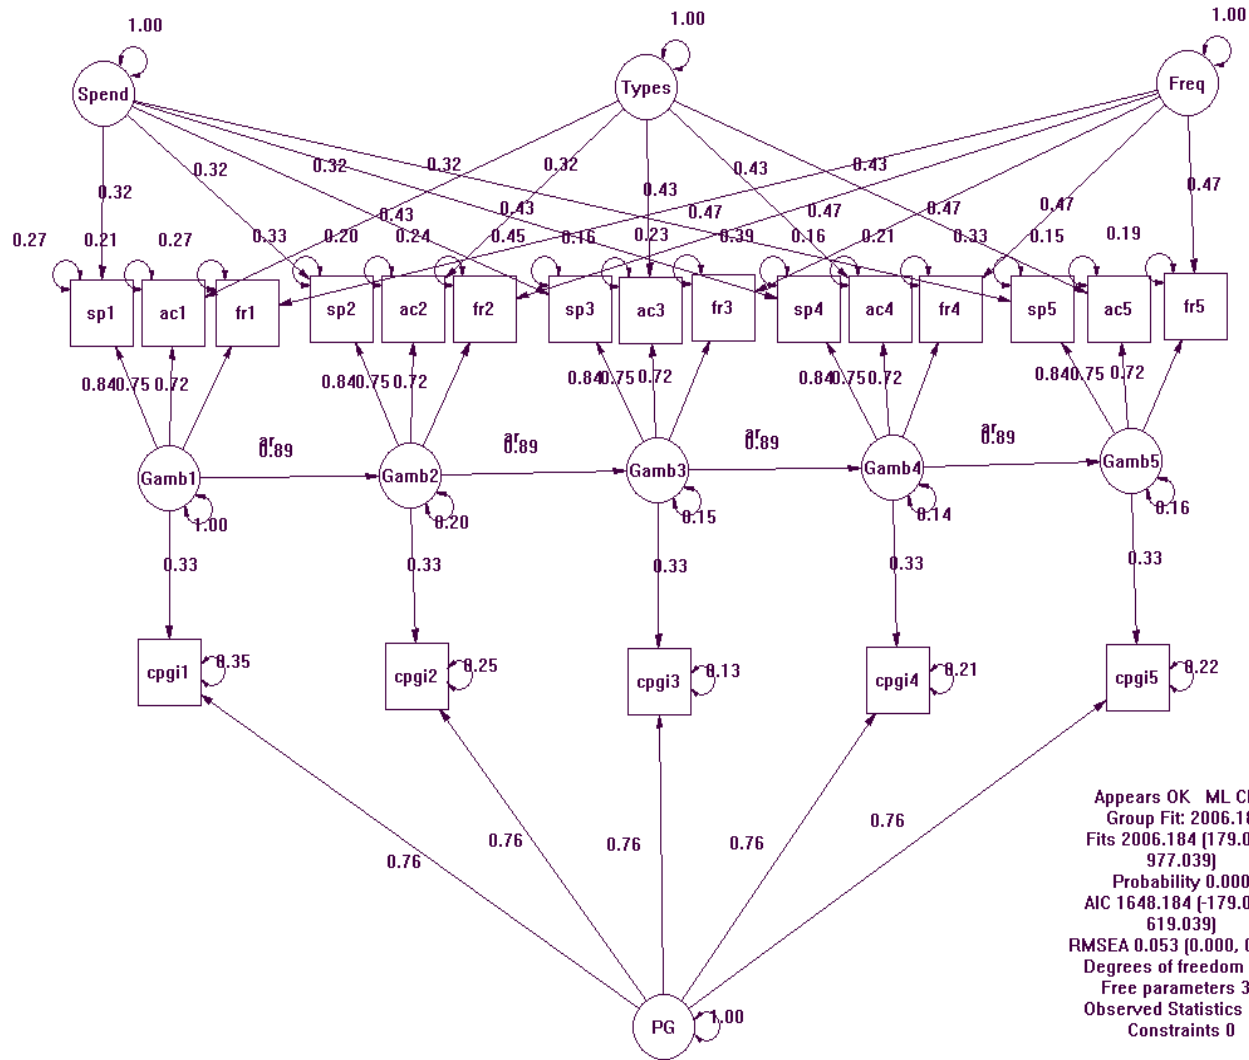 1.00 1.00 1.00
Spend Types Freq
0.32 0.32 0.32 0.32 0.43 0.43
0.32 0.43 0.43 0.43 0.47 0.47 0.43 0.47 0.47 0.47
0.27 0.21 0.27 0.33 0.20 0.24 0.45 0.16 0.23 0.39 0.16 0.21 0.33 0.15 0.19
sp1 ac1 fr1 sp2 ac2 fr2 sp3 ac3 fr3 sp4 ac4 fr4 sp5 ac5 fr5
0.84 0.75 0.72 0.84 0.75 0.72 0.84 0.75 0.72 0.84 0.75 0.72 0.84 0.75 0.72
ar ar ar ar
0.89 0.89 0.89 0.89
Gamb1 Gamb2 Gamb3 Gamb4 Gamb5
1.00 0.20 0.15 0.14 0.16
0.33 0.33 0.33 0.33 0.33
cpgi1 cpgi2 cpgi3 cpgi4 cpgi5
0.35 0.25 0.13 0.21 0.22
0.76 0.76 0.76 0.76 0.76
PG 1.00
Appears OK ML
Group Fit:
Fits 2006.184
977.039)
Probability 0.000
AIC 1648.184
619.039)
RMSEA 0.053 (0.000,
Degrees of freedom
Free parameters
Observed Statistics
Constraints 0